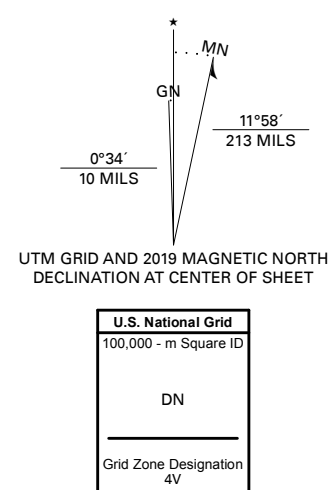 ★
MN
GN
11°58´
213 MILS
0°34´
10 MILS
UTM GRID AND 2019 MAGNETIC NORTH
DECLINATION AT CENTER OF SHEET
U.S. National Grid
100,000 - m Square ID
DN
Grid Zone Designation
4V